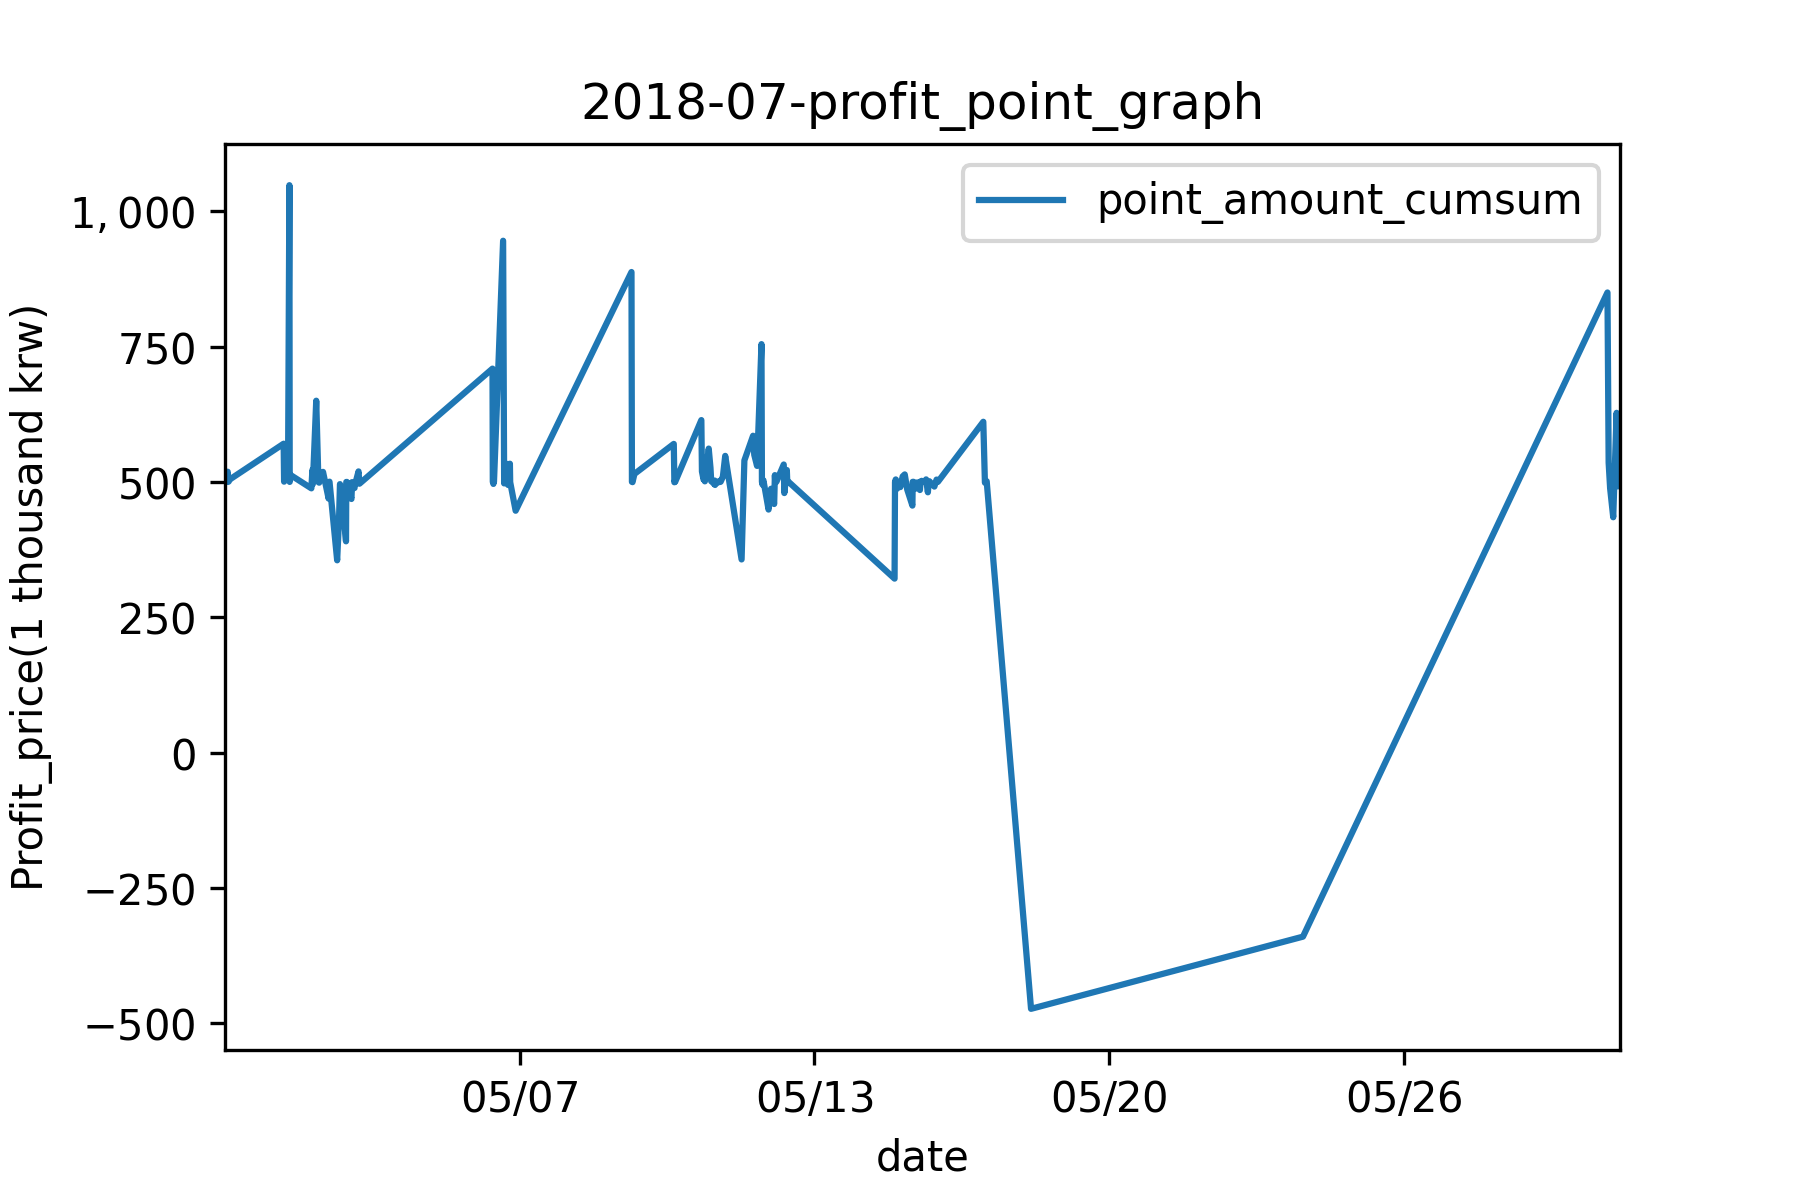 2018-07-profit_point_graph
point_amount_cumsum
Profit_price(1 thousand krw)
1, 000
750
500
250
0
−250
−500
05/07 05/13 05/20 05/26
date